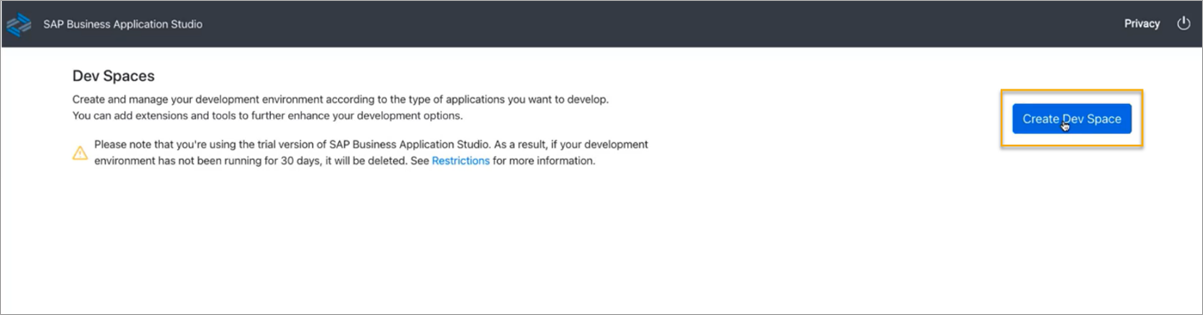 SAP Business Application Studio
Privacy
Dev Spaces
Create and manage your development environment according to the type of applications you want to develop.
You can add extensions and tools to further enhance your development options.
Create Dev Space
Please note that you're using the trial version of SAP Business Application Studio. As a result, if your development
environment has not been running for 30 days, it will be deleted. See Restrictions for more information.